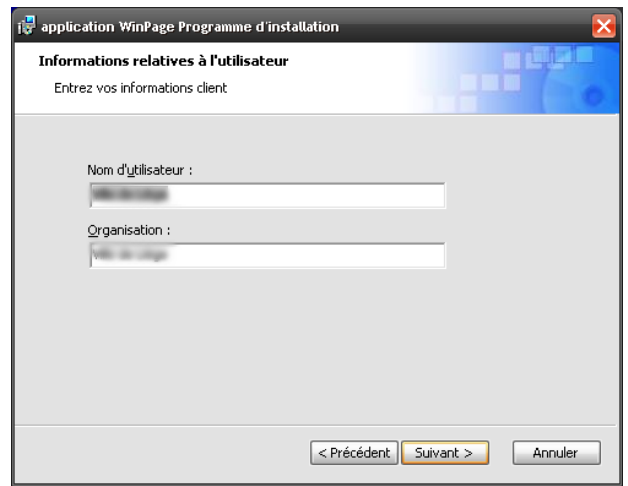 application WinPage Programme d'installation
Informations relatives à l'utilisateur
Entrez vos informations client
Nom d'utilisateur :
Organisation :
< Précédent
Suivant >
Annuler